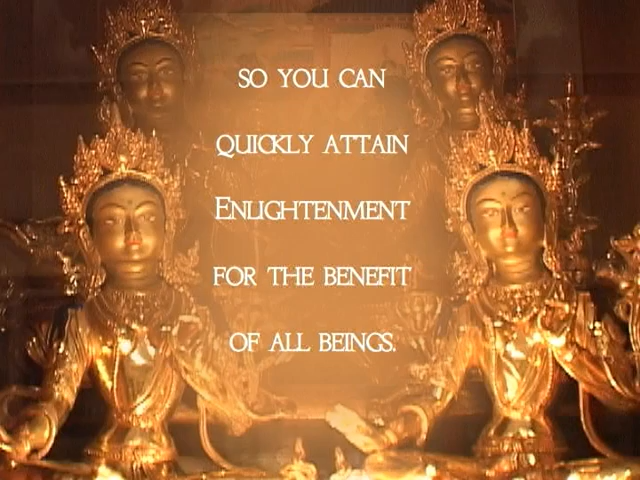 SO YOU CAN
QUICKLY ATTAIN
ENLIGHTENMENT
FOR THE BENEFIT
OF ALL BEINGS.